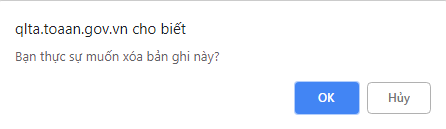 qlta.toaan.gov.vn cho biết
Bạn thực sự muốn xóa bản ghi này?
OK Hủy